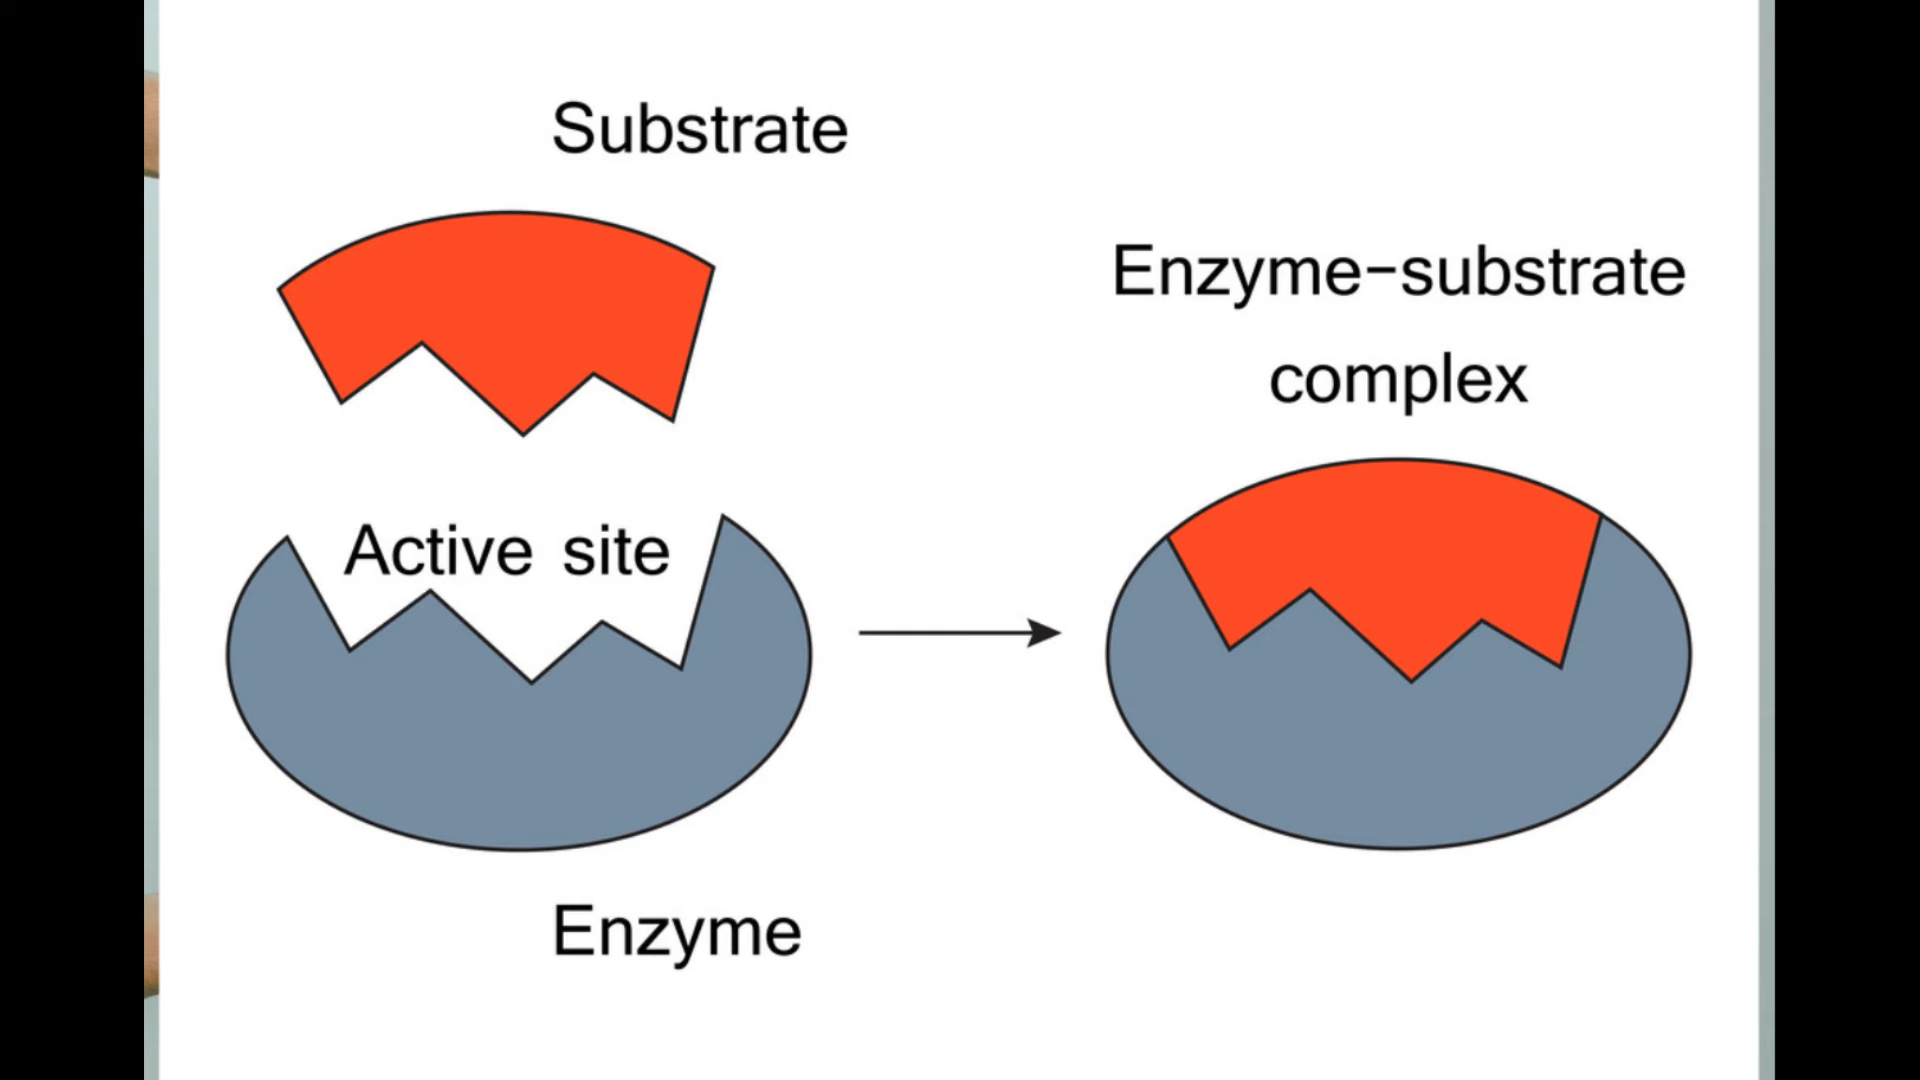 Substrate
Enzyme-substrate
complex
Active site
Enzyme